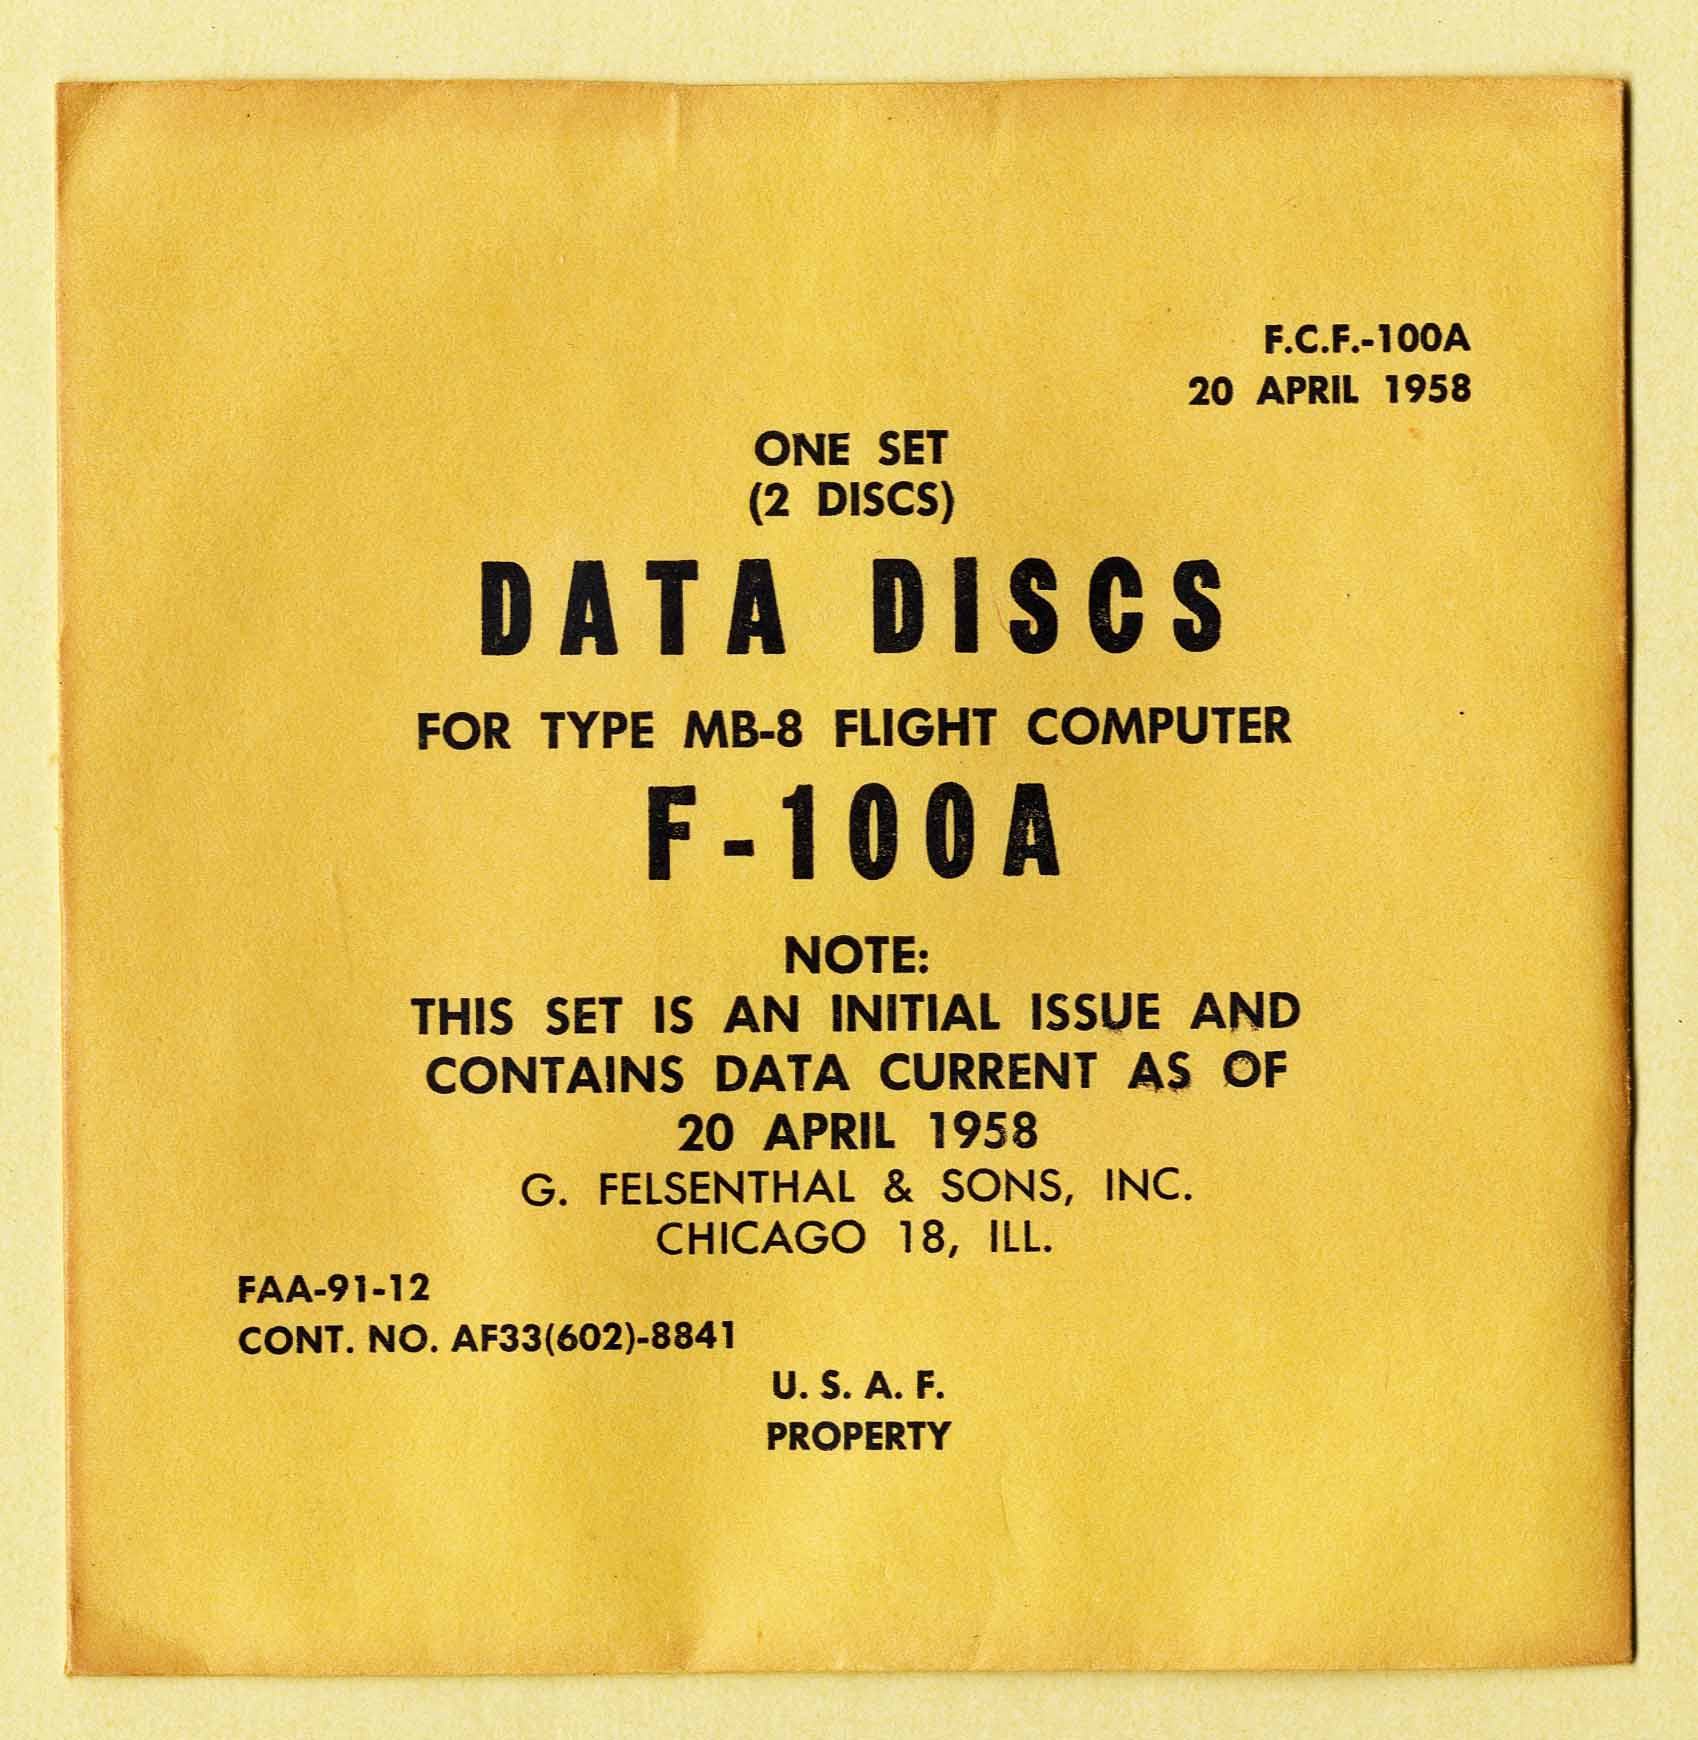 F.C.F.-100A
20 APRIL 1958
ONE SET
(2 DISCS)
DATA DISCS
FOR TYPE MB-8 FLIGHT COMPUTER
F-100A
NOTE:
THIS SET IS AN INITIAL ISSUE AND
CONTAINS DATA CURRENT AS OF
20 APRIL 1958
G. FELSENTHAL & SONS, INC.
CHICAGO 18, ILL.
FAA-91-12
CONT. NO. AF33(602)-8841
U. S. A. F.
PROPERTY